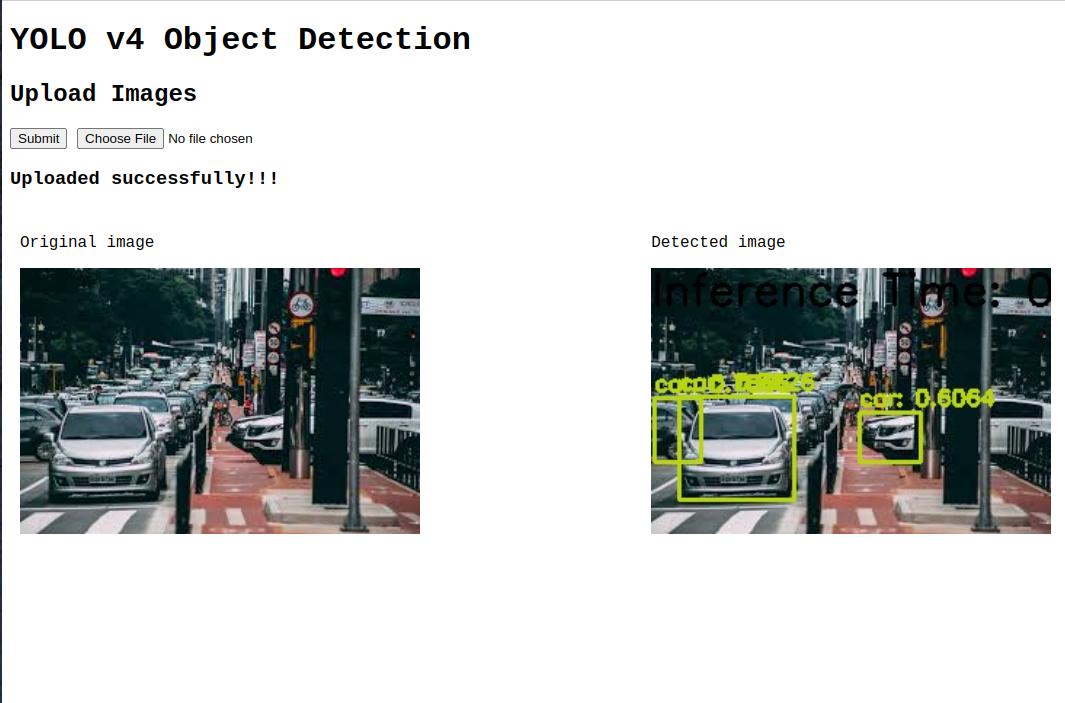 YOLO v4 Object Detection
Upload Images
Submit Choose File No file chosen
Uploaded successfully!!!
Original image
Detected image
Inference Time: 0
car: 0.6064